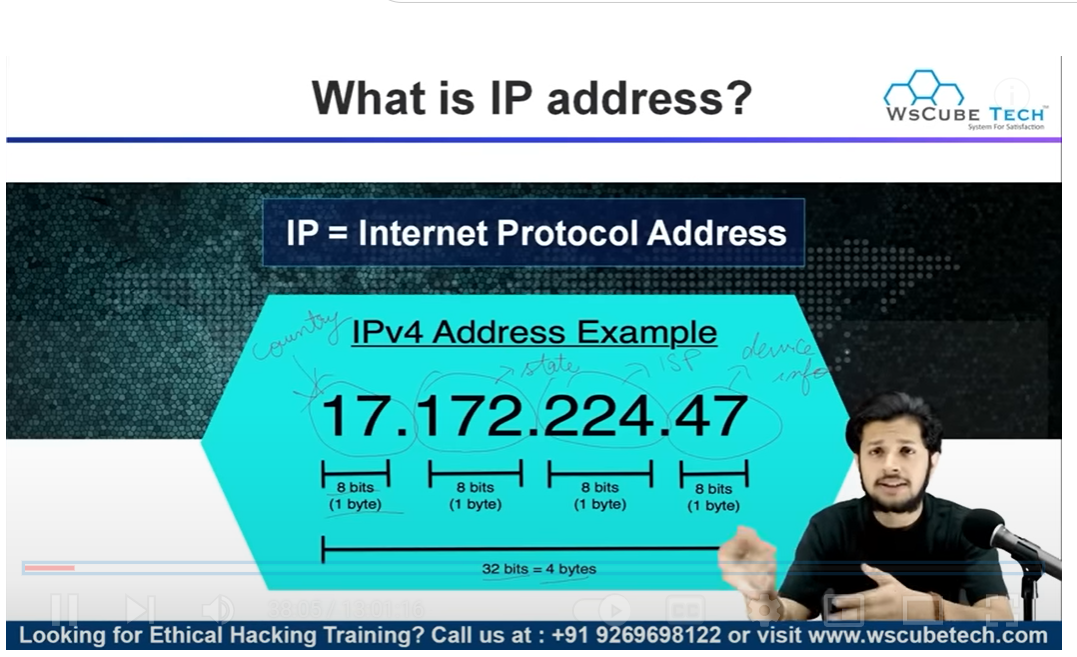 What is IP address?
WSCUBE TECH
System For Satisfaction
IP = Internet Protocol Address
IPv4 Address Example
country
state
ISP
device
info
17.172.224.47
8 bits 8 bits 8 bits 8 bits
(1 byte) (1 byte) (1 byte) (1 byte)
32 bits = 4 bytes
Looking for Ethical Hacking Training? Call us at : +91 9269698122 or visit www.wscubetech.com